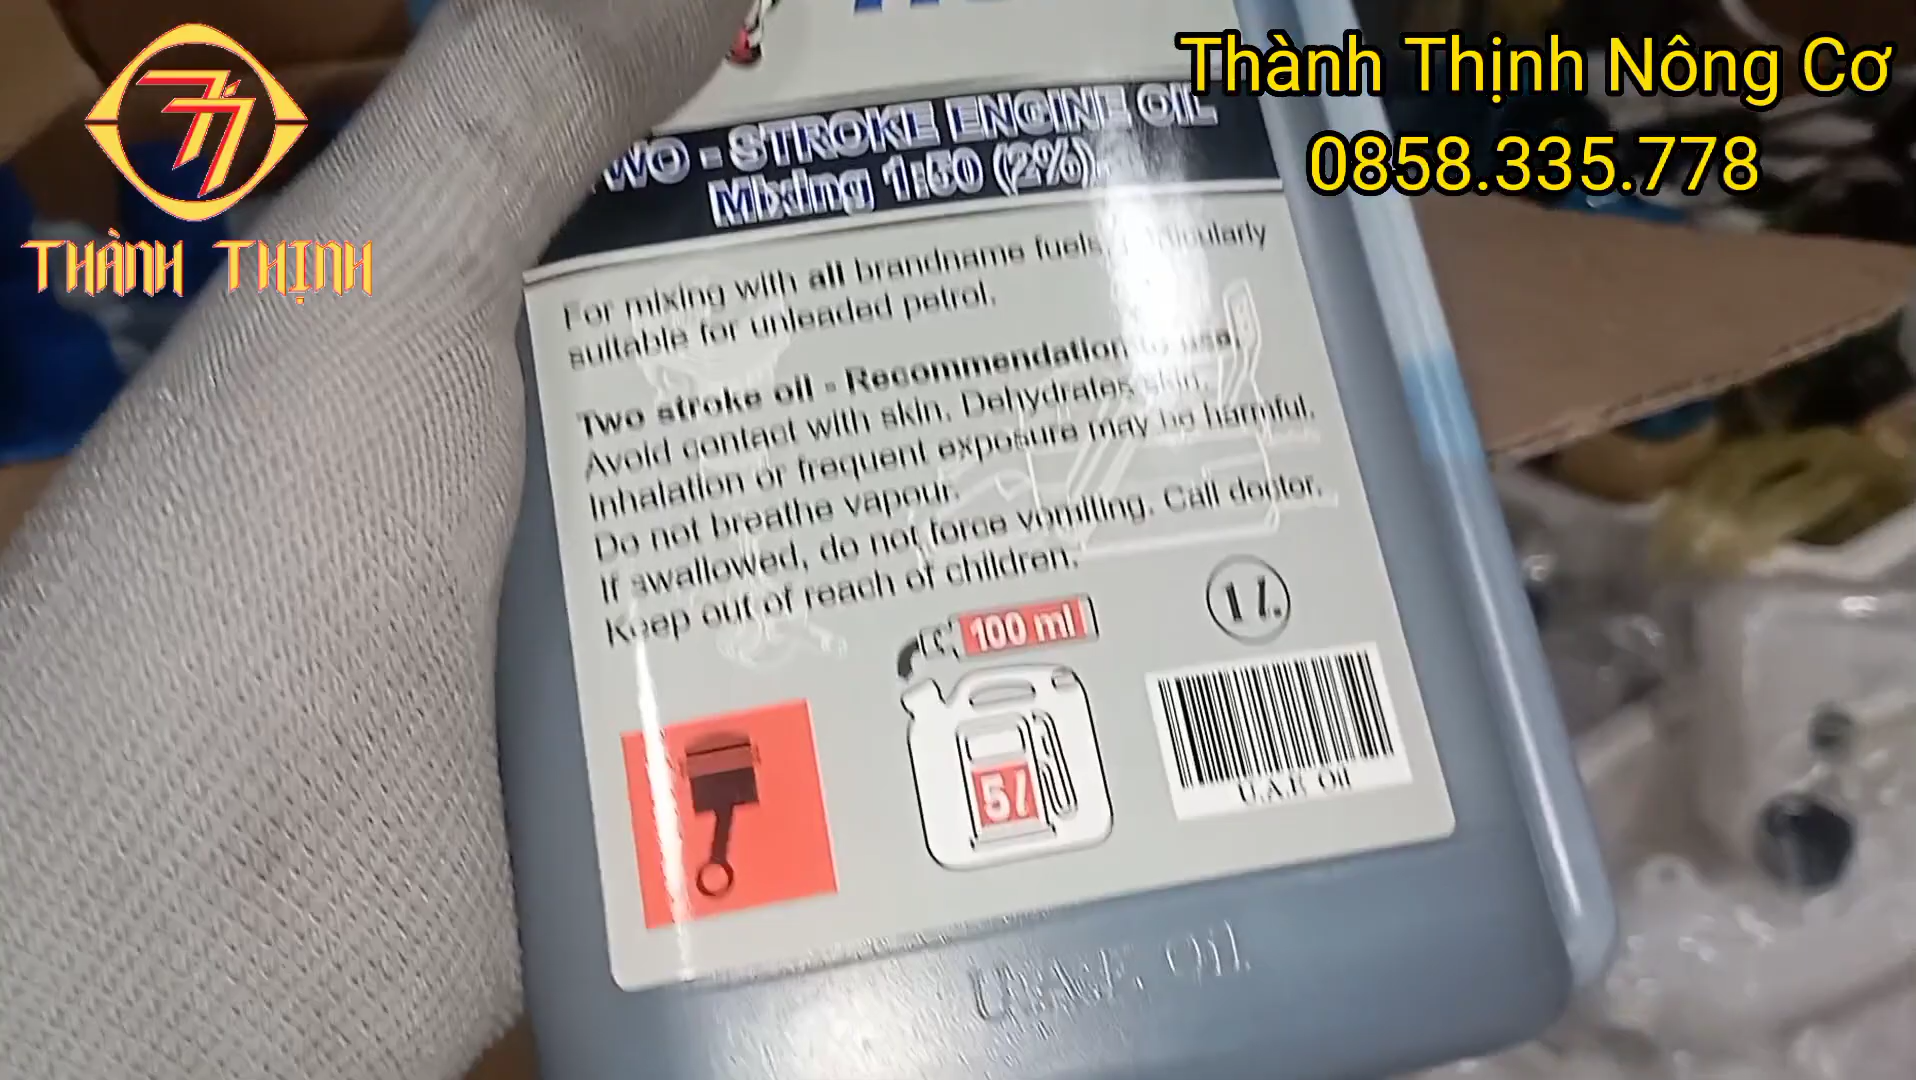 Thành Thịnh Nông Cơ
0858.335.778
THÀNH THỊNH
TWO - STROKE ENGINE OIL
Mixing 1:50 (2%).
For mixing with all brandname fuels, particularly
suitable for unleaded petrol.
Two stroke oil - Recommendation to use.
Avoid contact with skin. Dehydrates skin.
Inhalation or frequent exposure may be harmful.
Do not breathe vapour.
If swallowed, do not force vomiting. Call doctor.
Keep out of reach of children.
100 ml
1 l.
5 l
U.A.E Oil
Oil